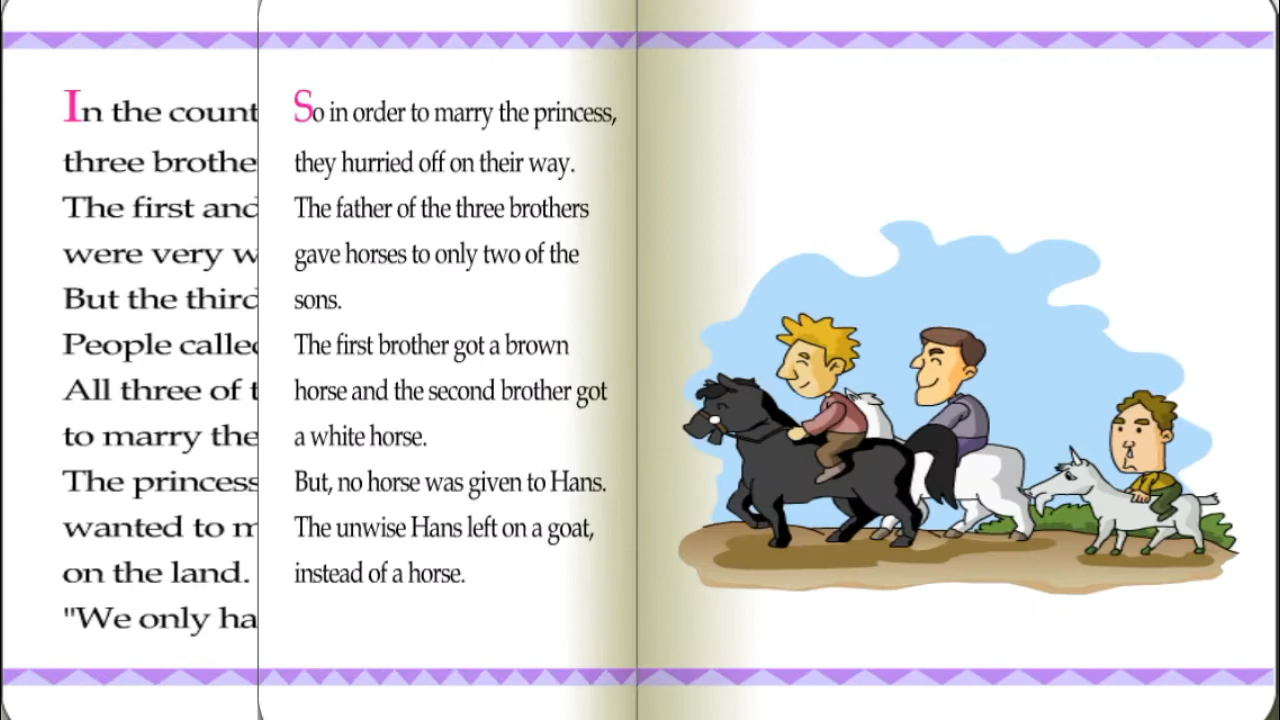 In the count
three brothe
The first and
were very w
But the third
People calle
All three of t
to marry the
The princess
wanted to m
on the land.
"We only ha
So in order to marry the princess,
they hurried off on their way.
The father of the three brothers
gave horses to only two of the
sons.
The first brother got a brown
horse and the second brother got
a white horse.
But, no horse was given to Hans.
The unwise Hans left on a goat,
instead of a horse.